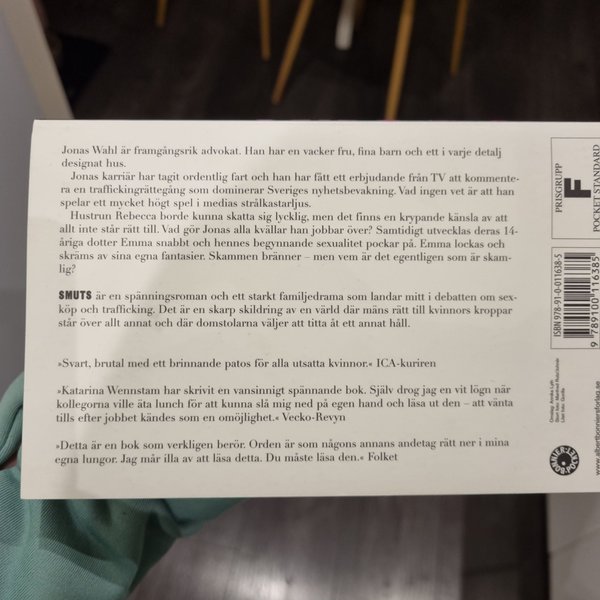 Jonas Wahl är framgångsrik advokat. Han har en vacker fru, fina barn och ett i varje detalj
designat hus.
Jonas karriär har tagit ordentlig fart och han har fått ett erbjudande från TV att kommente-
ra en traffickingrättegång som dominerar Sveriges nyhetsbevakning. Vad ingen vet är att han
spelar ett mycket högt spel i medias strålkastarljus.
Hustrun Rebecca borde kunna skatta sig lycklig, men det finns en krypande känsla av att
allt inte står rätt till. Vad gör Jonas alla kvällar han jobbar över? Samtidigt utvecklas deras 14-
åriga dotter Emma snabbt och hennes begynnande sexualitet pockar på. Emma lockas och
skräms av sina egna fantasier. Skammen bränner – men vem är det egentligen som är skam-
lig?
SMUTS är en spänningsroman och ett starkt familjedrama som landar mitt i debatten om sex-
köp och trafficking. Det är en skarp skildring av en värld där mäns rätt till kvinnors kroppar
står över allt annat och där domstolarna väljer att titta åt ett annat håll.
»Svart, brutal med ett brinnande patos för alla utsatta kvinnor.« ICA-kuriren
»Katarina Wennstam har skrivit en vansinnigt spännande bok. Själv drog jag en vit lögn när
kollegorna ville äta lunch för att kunna slå mig ned på egen hand och läsa ut den – att vänta
tills efter jobbet kändes som en omöjlighet.« Vecko-Revyn
»Detta är en bok som verkligen berör. Orden är som någons annans andetag rätt ner i mina
egna lungor. Jag mår illa av att läsa detta. Du måste läsa den.« Folket
PRISGRUPP
F
POCKET STANDARD
ISBN 978-91-0-011638-5
9 789100 116385
BONNIER POCKET
www.albertbonniersforlag.se